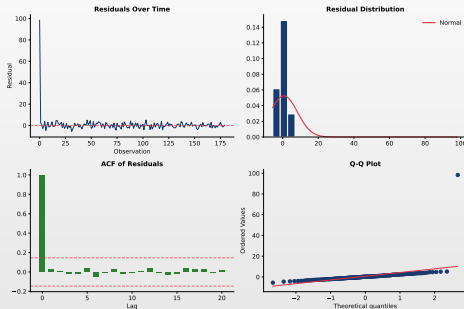 Residuals Over Time
100
80
60
40
20
0
Residual
0 25 50 75 100 125 150 175
Observation
Residual Distribution
Normal
0.14
0.12
0.10
0.08
0.06
0.04
0.02
0.00
0 20 40 60 80 100
ACF of Residuals
1.0
0.8
0.6
0.4
0.2
0.0
−0.2
0 5 10 15 20
Lag
Q-Q Plot
100
80
60
40
20
0
Ordered Values
−2 −1 0 1 2
Theoretical quantiles